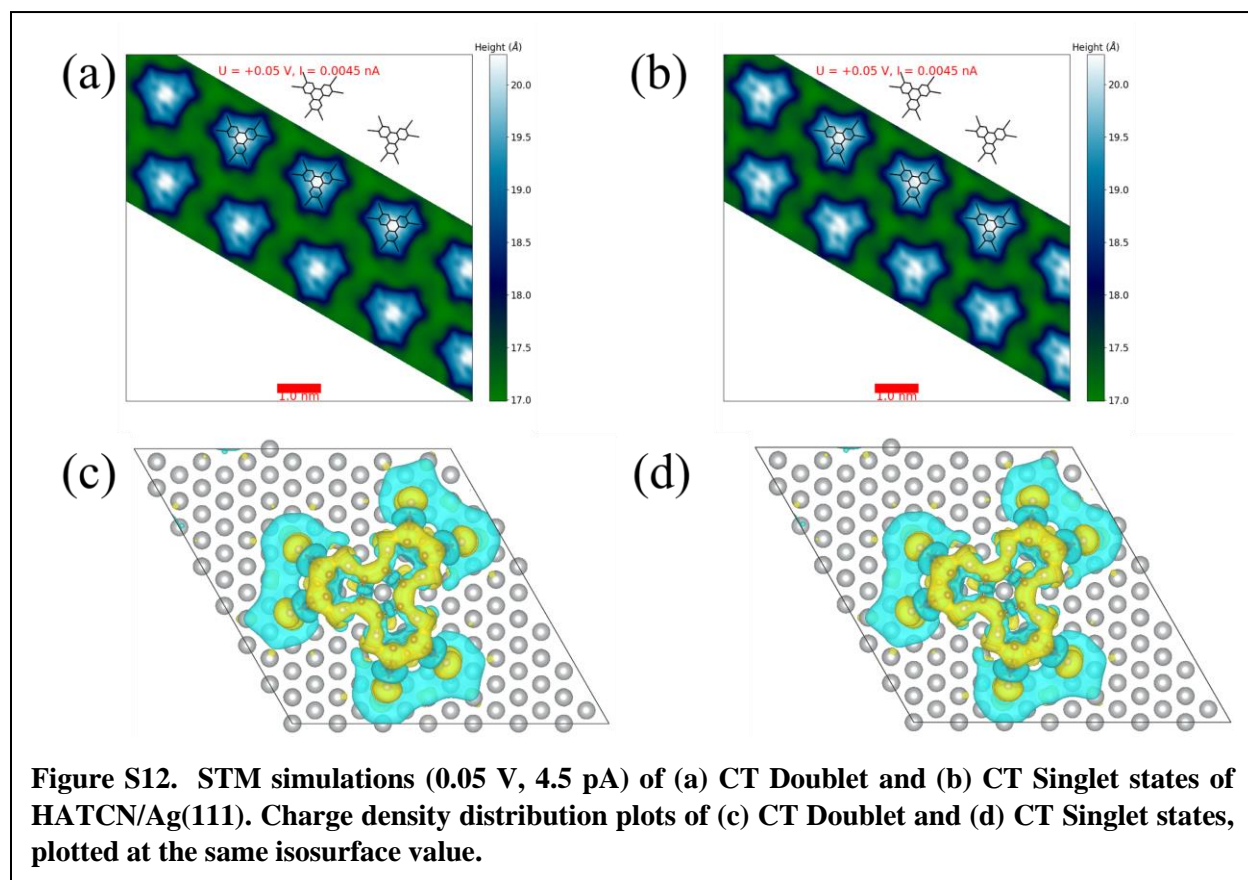 (a)
Height (Å)
U = +0.05 V, I = 0.0045 nA
20.0
19.5
19.0
18.5
18.0
17.5
17.0
1.0 nm
(b)
Height (Å)
U = +0.05 V, I = 0.0045 nA
20.0
19.5
19.0
18.5
18.0
17.5
17.0
1.0 nm
(c)
(d)
Figure S12. STM simulations (0.05 V, 4.5 pA) of (a) CT Doublet and (b) CT Singlet states of
HATCN/Ag(111). Charge density distribution plots of (c) CT Doublet and (d) CT Singlet states,
plotted at the same isosurface value.